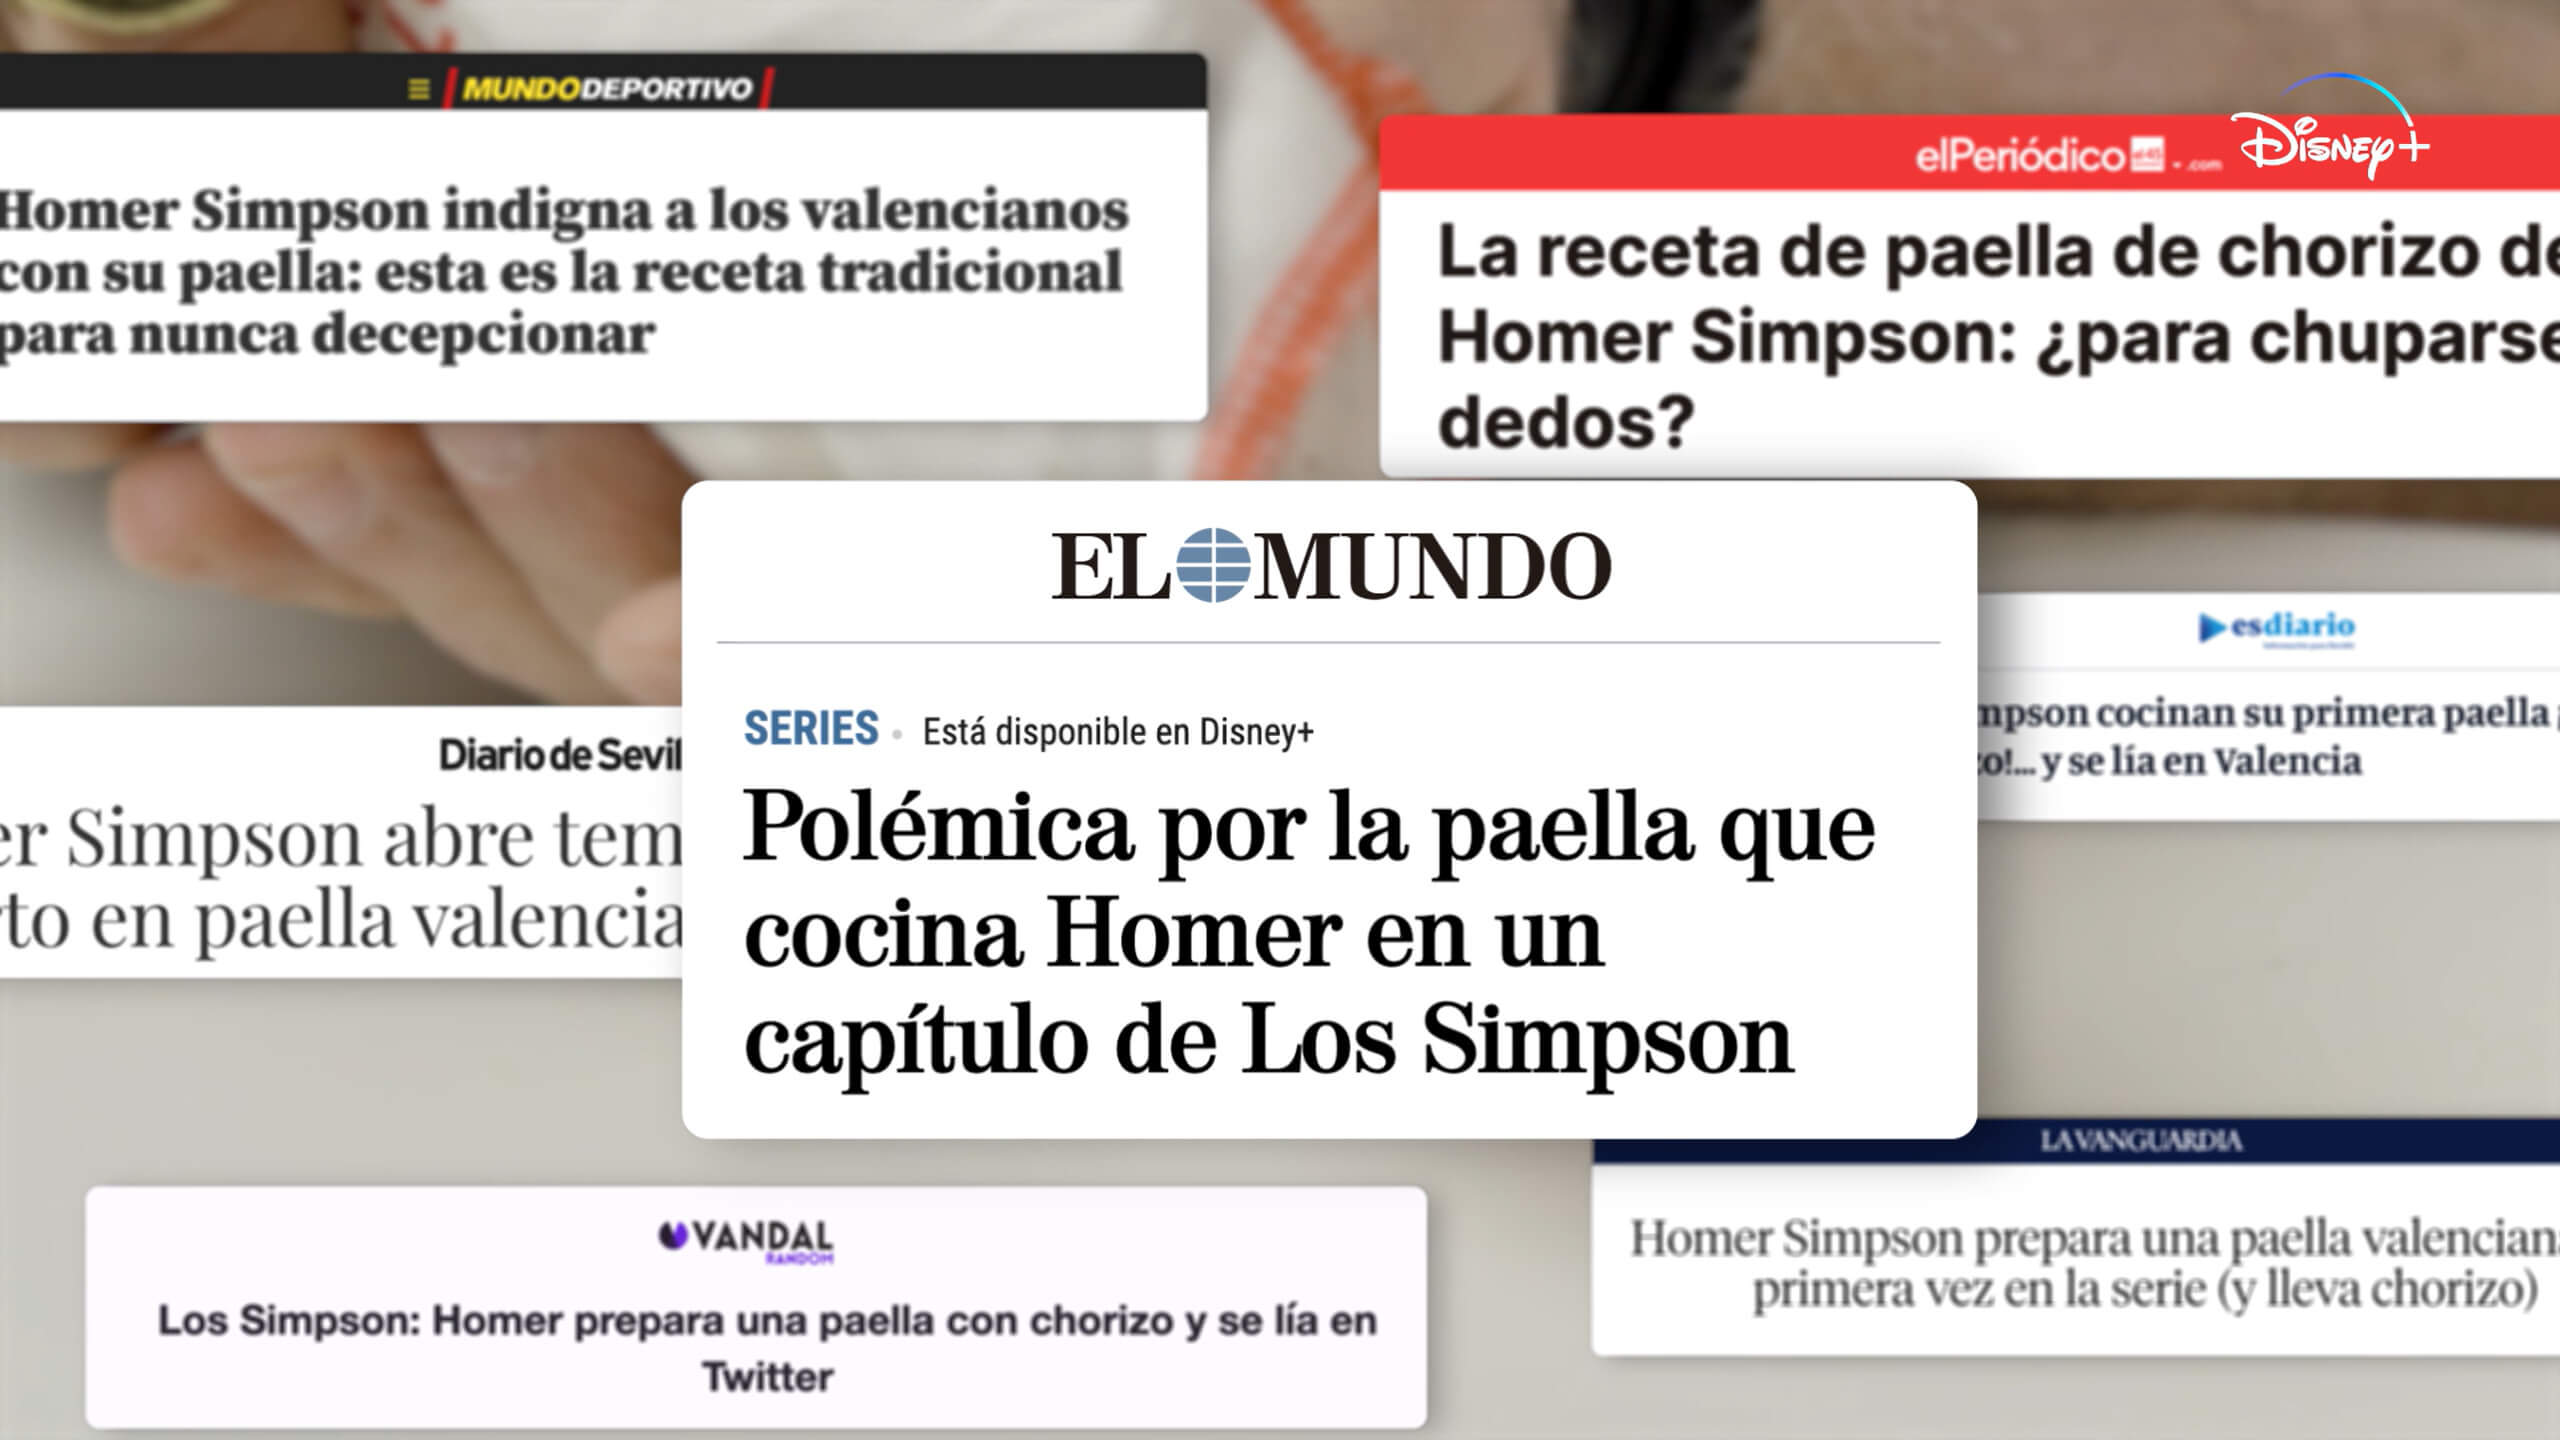 MUNDODEPORTIVO
Homer Simpson indigna a los valencianos
con su paella: esta es la receta tradicional
para nunca decepcionar
elPeriódico
.com
Disney+
La receta de paella de chorizo de
Homer Simpson: ¿para chuparse
dedos?
EL MUNDO
SERIES • Está disponible en Disney+
Polémica por la paella que
cocina Homer en un
capítulo de Los Simpson
esdiario
mpson cocinan su primera paella
o!... y se lía en Valencia
Diario de Sevil
er Simpson abre tem
rto en paella valencia
LA VANGUARDIA
Homer Simpson prepara una paella valencian
primera vez en la serie (y lleva chorizo)
VANDAL
RANDOM
Los Simpson: Homer prepara una paella con chorizo y se lía en
Twitter